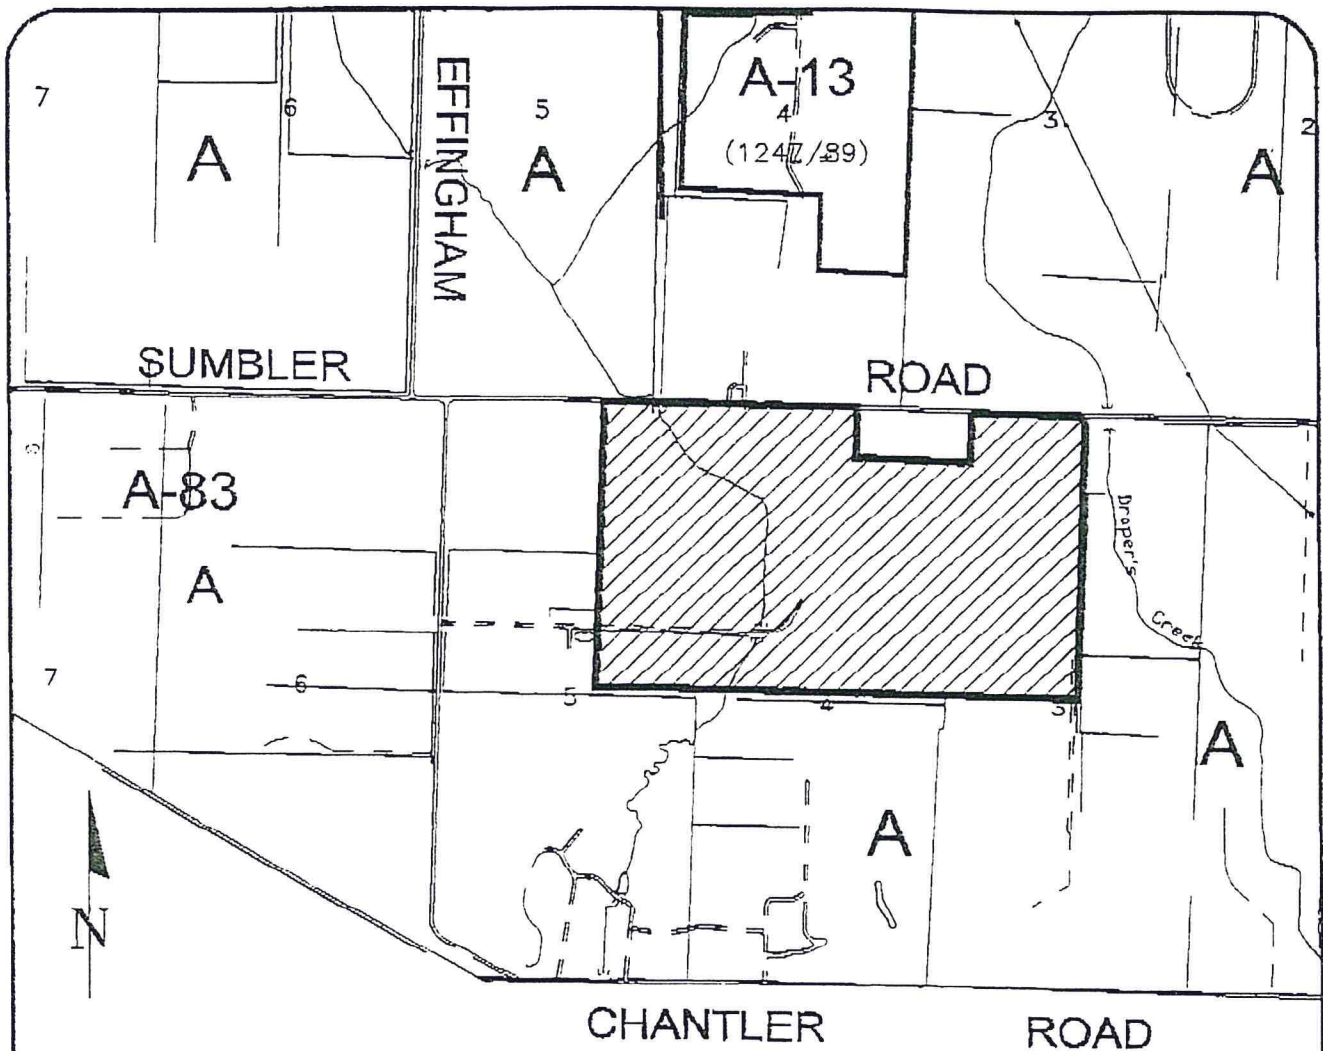 A-13
7
6
5
4
3
2
(1247/89)
A
A
A
EFFINGHAM
SUMBLER ROAD
A-83
A
Draper's
Creek
7
6
5
4
3
A
A
N
CHANTLER ROAD